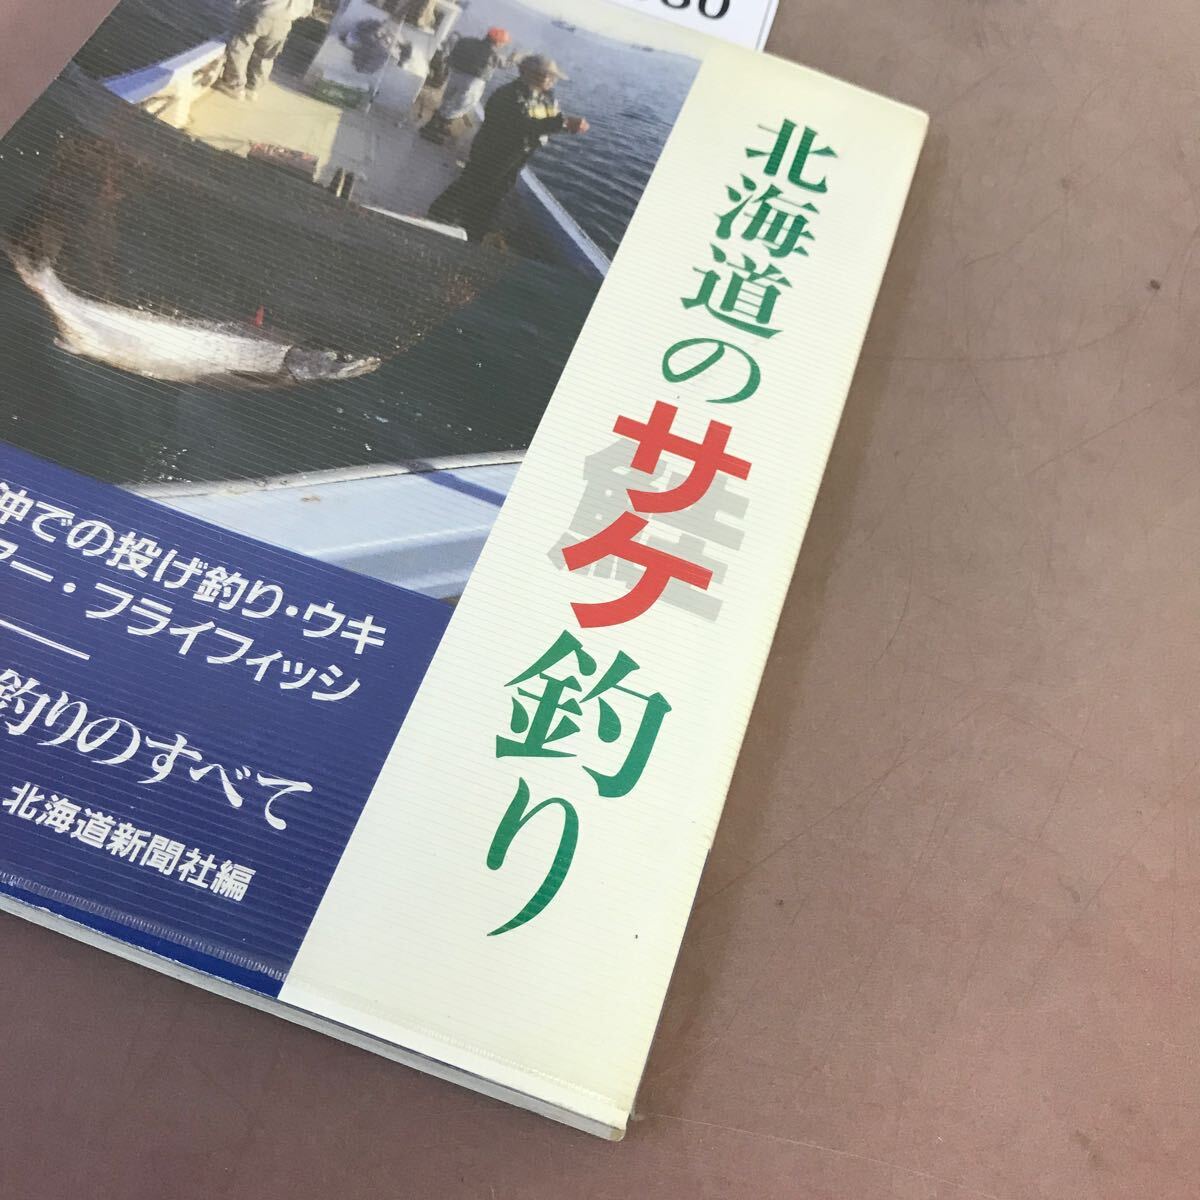 北海道のサケ釣り
鮭
沖での投げ釣り・ウキ
アー・フライフィッシ
釣りのすべて
北海道新聞社編